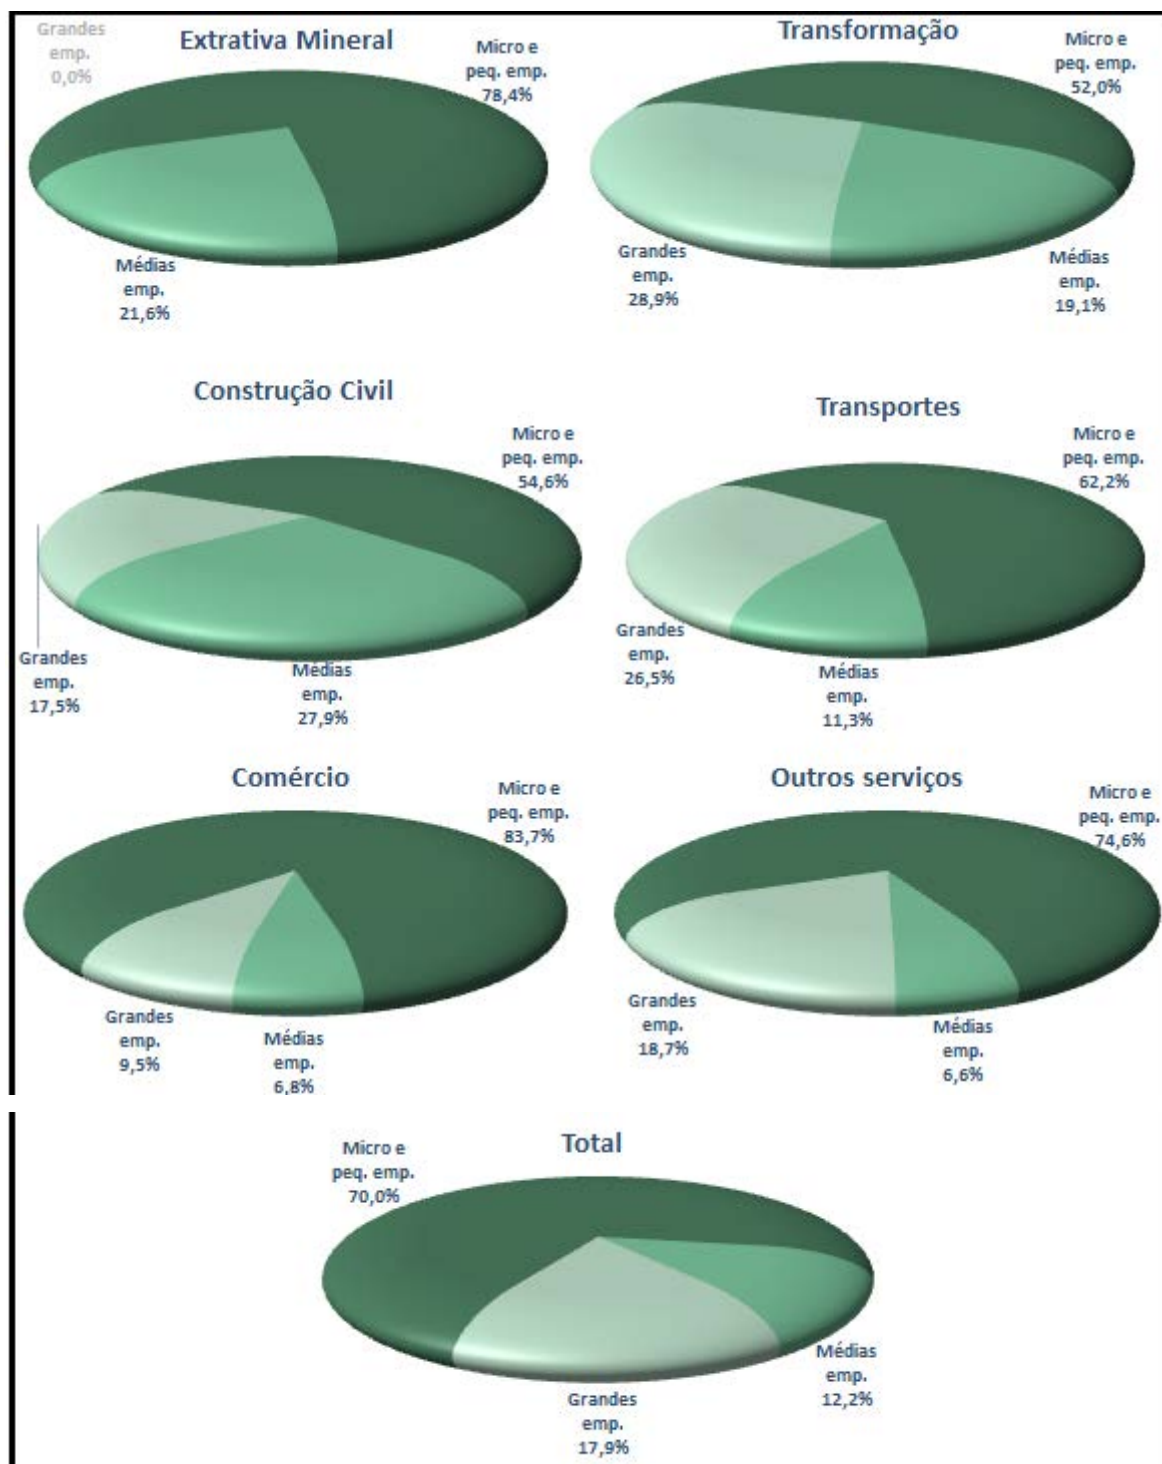 Extrativa Mineral
Grandes
emp.
0,0%
Micro e
peq. emp.
78,4%
Médias
emp.
21,6%
Transformação
Micro e
peq. emp.
52,0%
Grandes
emp.
28,9%
Médias
emp.
19,1%
Construção Civil
Micro e
peq. emp.
54,6%
Grandes
emp.
17,5%
Médias
emp.
27,9%
Transportes
Micro e
peq. emp.
62,2%
Grandes
emp.
26,5%
Médias
emp.
11,3%
Comércio
Micro e
peq. emp.
83,7%
Grandes
emp.
9,5%
Médias
emp.
6,8%
Outros serviços
Micro e
peq. emp.
74,6%
Grandes
emp.
18,7%
Médias
emp.
6,6%
Total
Micro e
peq. emp.
70,0%
Médias
emp.
12,2%
Grandes
emp.
17,9%